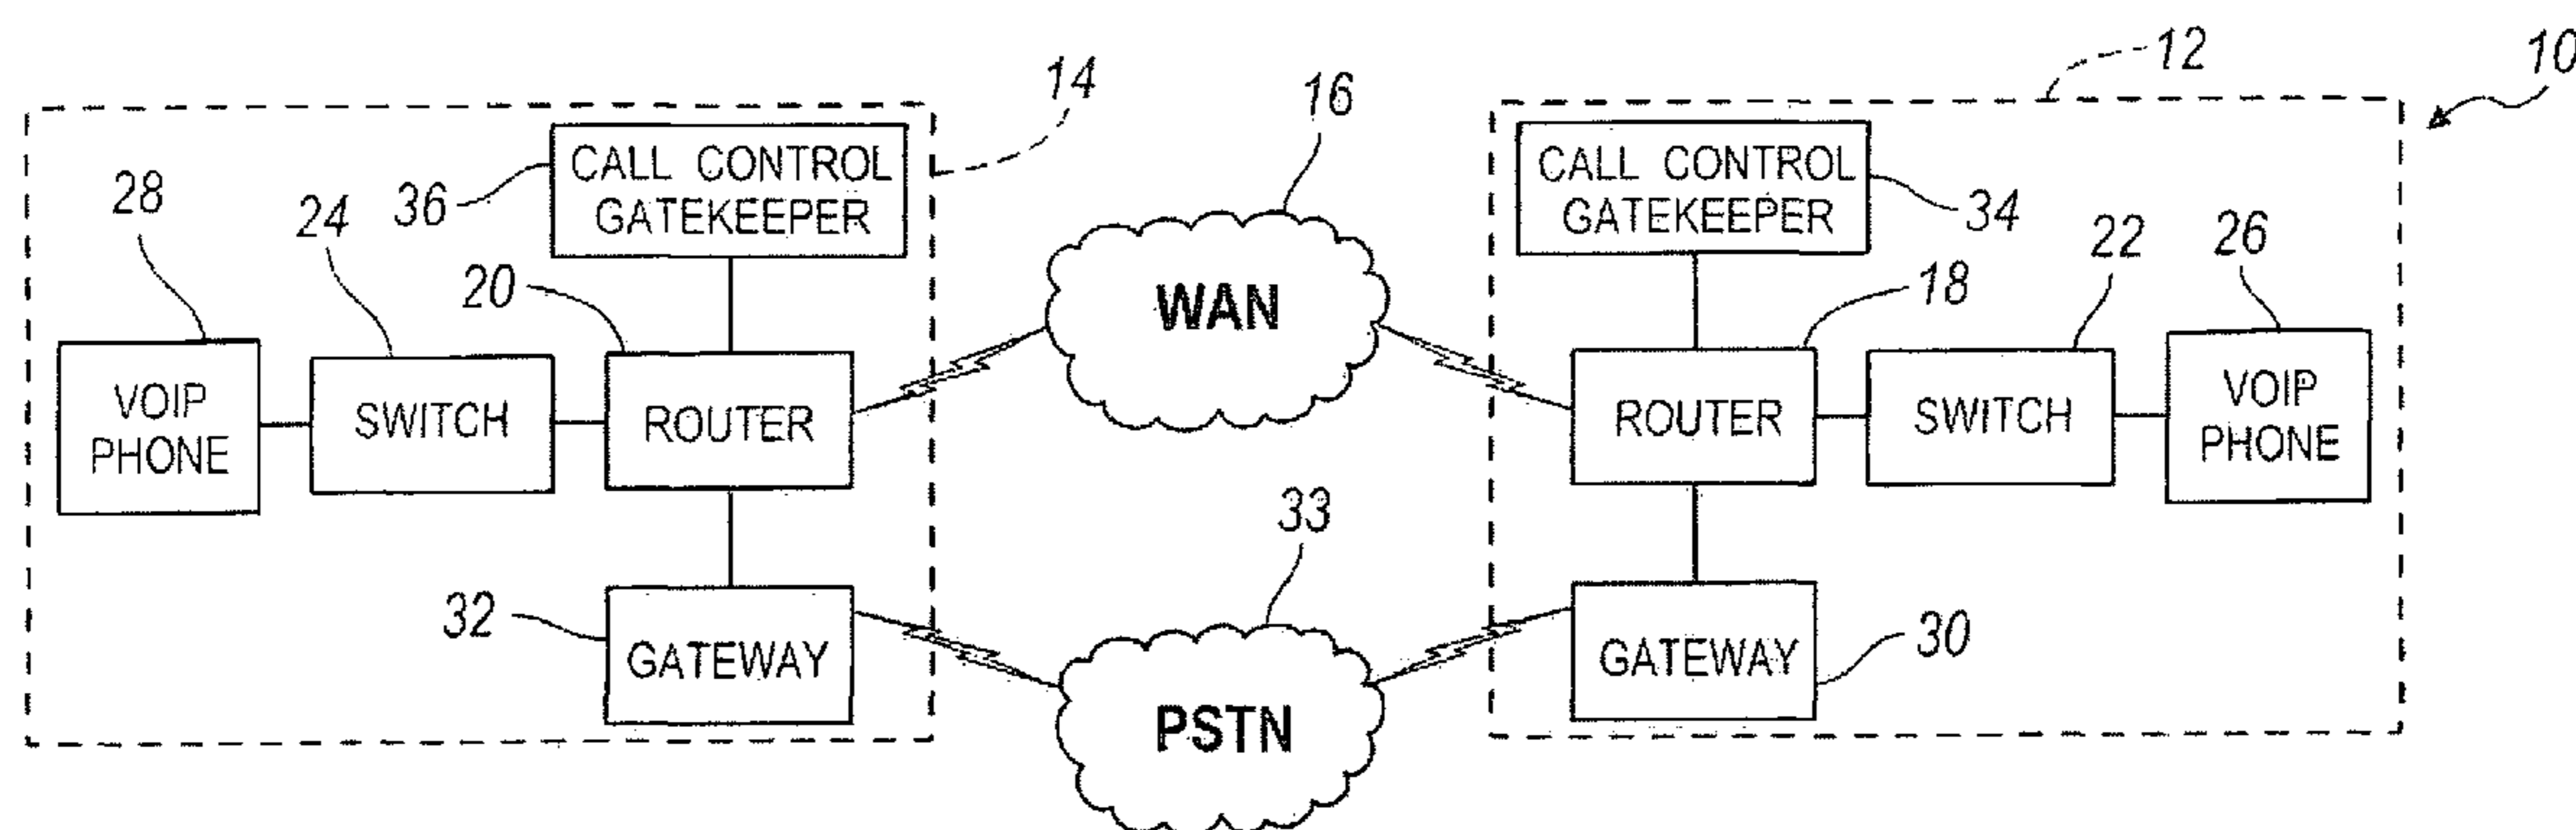 10
12
14
16
CALL CONTROL
GATEKEEPER
36
CALL CONTROL
GATEKEEPER
34
28
24
20
WAN
18
22
26
VOIP
PHONE
SWITCH
ROUTER
ROUTER
SWITCH
VOIP
PHONE
33
32
GATEWAY
PSTN
GATEWAY
30